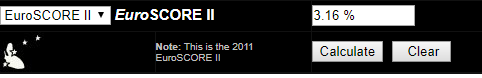 EuroSCORE II EuroSCORE II 3.16 %
Note: This is the 2011
EuroSCORE II
Calculate Clear